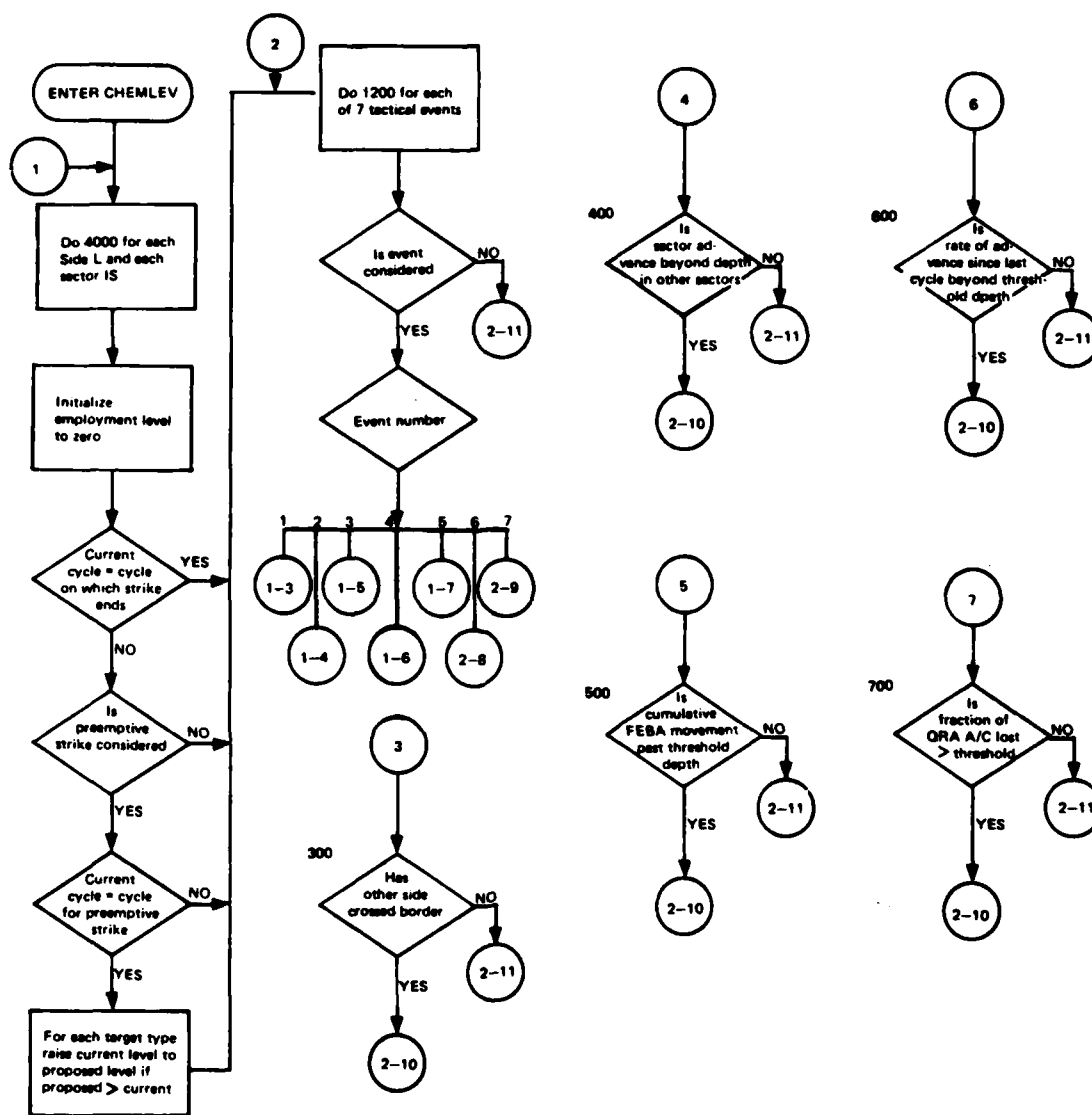 ENTER CHEMLEV
1
Do 4000 for each
Side L and each
sector IS
Initialize
employment level
to zero
Current
cycle = cycle
on which strike
ends
YES
NO
Is
preemptive
strike considered
NO
YES
Current
cycle = cycle
for preemptive
strike
NO
YES
For each target type
raise current level to
proposed level if
proposed > current
2
Do 1200 for each
of 7 tactical events
Is event
considered
NO
2-11
YES
Event number
1 2 3 4 5 6 7
1-3
1-5
1-7
2-9
1-4
1-6
2-8
3
300
Has
other side
crossed border
NO
2-11
YES
2-10
4
400
Is
sector ad-
vance beyond depth
in other sectors
NO
2-11
YES
2-10
5
500
Is
cumulative
FEBA movement
past threshold
depth
NO
2-11
YES
2-10
6
600
Is
rate of ad-
vance since last
cycle beyond thresh-
old dpeth
NO
2-11
YES
2-10
7
700
Is
fraction of
QRA A/C lost
> threshold
NO
2-11
YES
2-10